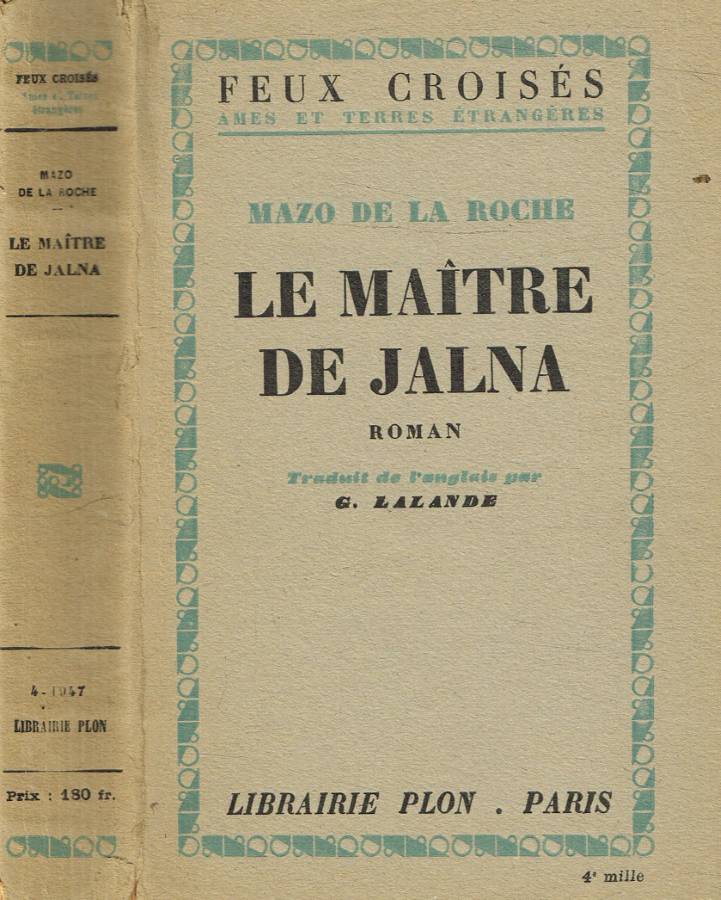 FEUX CROISÉS
Ames et Terres
étrangères
MAZO
DE LA ROCHE
LE MAÎTRE
DE JALNA
4-1947
LIBRAIRIE PLON
Prix : 180 fr.
FEUX CROISÉS
AMES ET TERRES ÉTRANGÈRES
MAZO DE LA ROCHE
LE MAÎTRE
DE JALNA
ROMAN
Traduit de l'anglais par
G. LALANDE
LIBRAIRIE PLON . PARIS
4e mille